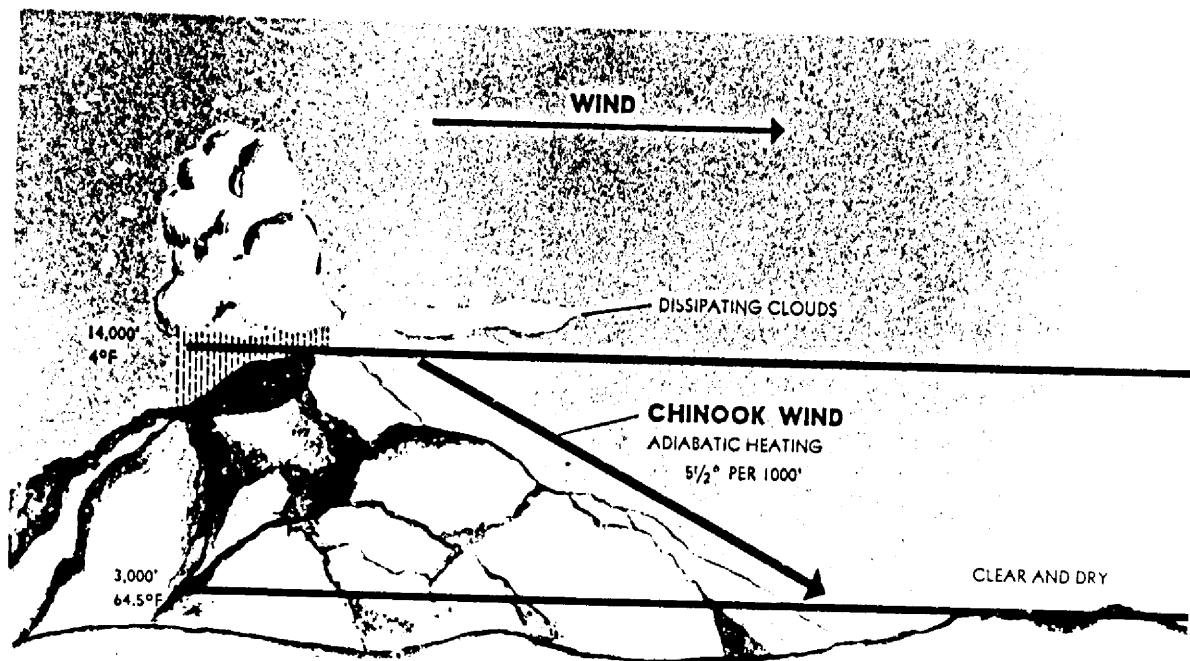 WIND
DISSIPATING CLOUDS
14,000'
4°F
CHINOOK WIND
ADIABATIC HEATING
5½° PER 1000'
3,000'
64.5°F
CLEAR AND DRY